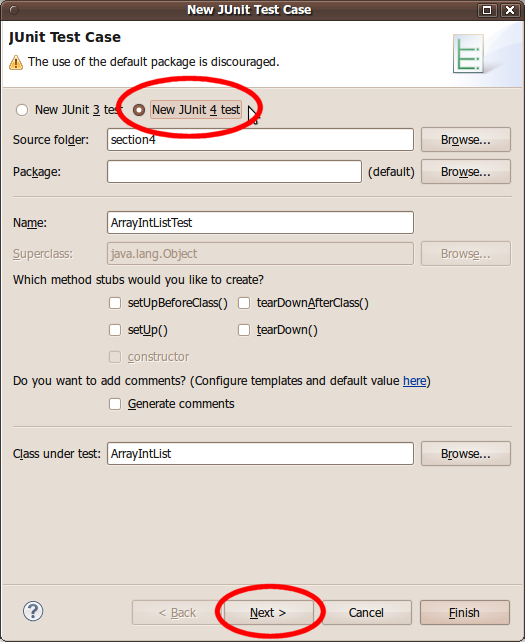 New JUnit Test Case
JUnit Test Case
The use of the default package is discouraged.
New JUnit 3 test New JUnit 4 test
Source folder: section4 Browse...
Package: (default) Browse...
Name: ArrayIntListTest
Superclass: java.lang.Object Browse...
Which method stubs would you like to create?
setUpBeforeClass() tearDownAfterClass()
setUp() tearDown()
constructor
Do you want to add comments? (Configure templates and default value here)
Generate comments
Class under test: ArrayIntList Browse...
? < Back Next > Cancel Finish